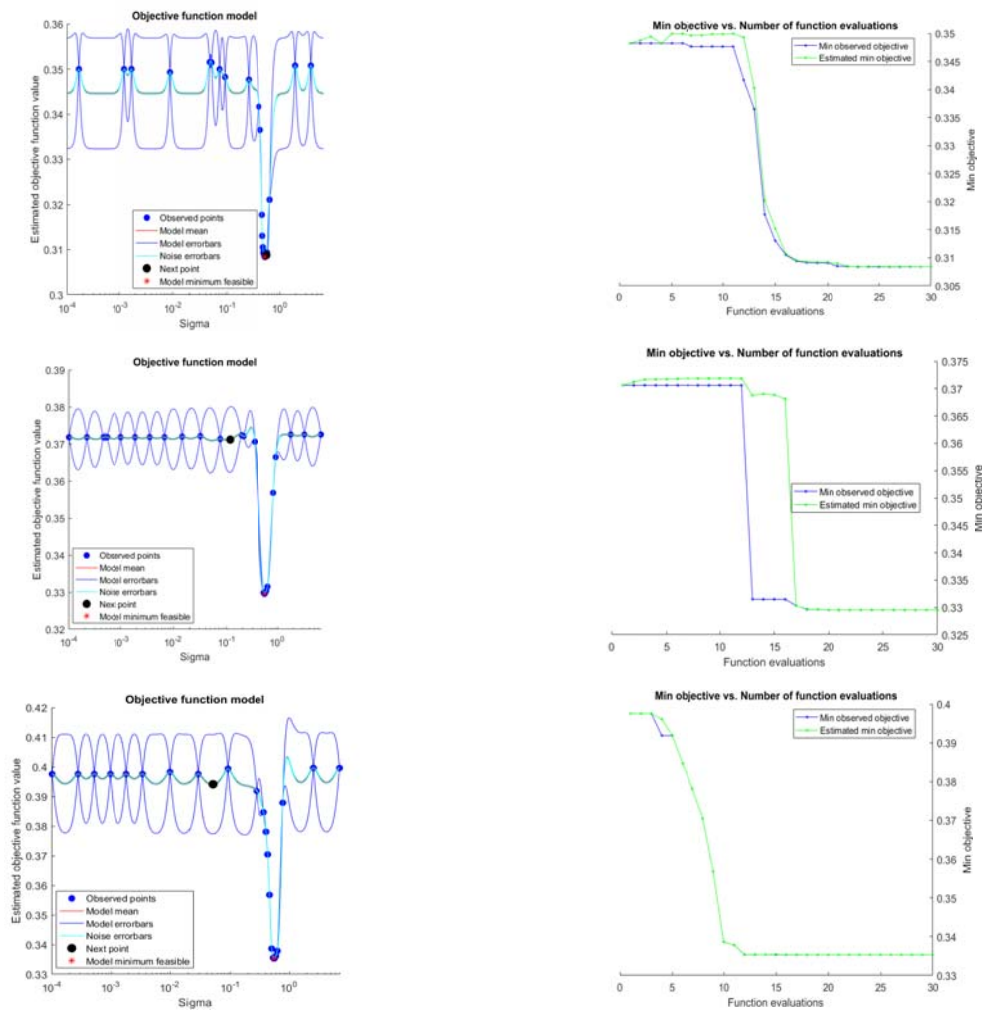 Objective function model
0.36
0.35
0.34
0.33
0.32
0.31
0.3
Estimated objective function value
Observed points
Model mean
Model errorbars
Noise errorbars
Next point
Model minimum feasible
10^-4
10^-3
10^-2
10^-1
10^0
Sigma
Min objective vs. Number of function evaluations
Min observed objective
Estimated min objective
0.35
0.345
0.34
0.335
0.33
0.325
0.32
0.315
0.31
0.305
Min objective
0
5
10
15
20
25
30
Function evaluations
Objective function model
0.39
0.38
0.37
0.36
0.35
0.34
0.33
0.32
Estimated objective function value
Observed points
Model mean
Model errorbars
Noise errorbars
Next point
Model minimum feasible
10^-4
10^-3
10^-2
10^-1
10^0
Sigma
Min objective vs. Number of function evaluations
Min observed objective
Estimated min objective
0.375
0.37
0.365
0.36
0.355
0.35
0.345
0.34
0.335
0.33
0.325
Min objective
0
5
10
15
20
25
30
Function evaluations
Objective function model
0.42
0.41
0.4
0.39
0.38
0.37
0.36
0.35
0.34
0.33
Estimated objective function value
Observed points
Model mean
Model errorbars
Noise errorbars
Next point
Model minimum feasible
10^-4
10^-3
10^-2
10^-1
10^0
Sigma
Min objective vs. Number of function evaluations
Min observed objective
Estimated min objective
0.4
0.39
0.38
0.37
0.36
0.35
0.34
0.33
Min objective
0
5
10
15
20
25
30
Function evaluations